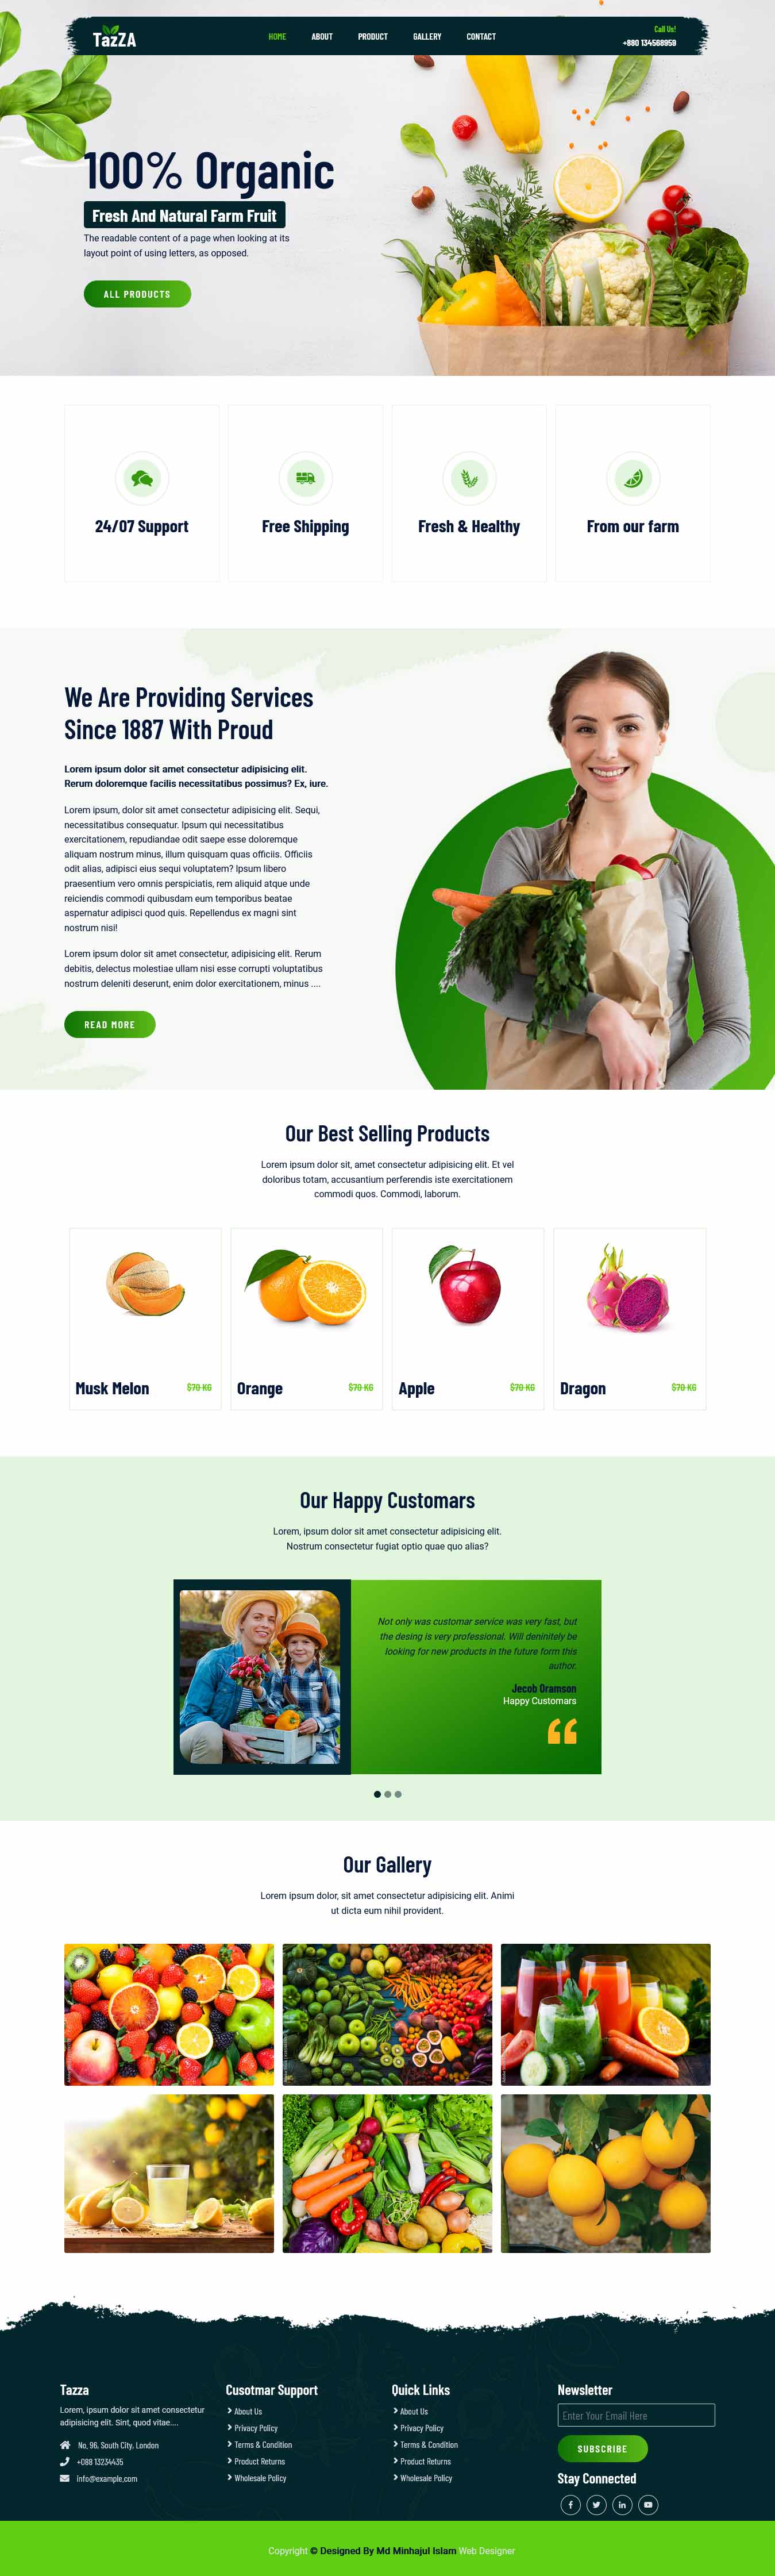 TazZA
HOME
ABOUT
PRODUCT
GALLERY
CONTACT
Call Us!
+880 134568959
100% Organic
Fresh And Natural Farm Fruit
The readable content of a page when looking at its
layout point of using letters, as opposed.
ALL PRODUCTS
24/07 Support
Free Shipping
Fresh & Healthy
From our farm
We Are Providing Services
Since 1887 With Proud
Lorem ipsum dolor sit amet consectetur adipisicing elit.
Rerum doloremque facilis necessitatibus possimus? Ex, iure.
Lorem ipsum, dolor sit amet consectetur adipisicing elit. Sequi,
necessitatibus consequatur. Ipsum qui necessitatibus
exercitationem, repudiandae odit saepe esse doloremque
aliquam nostrum minus, illum quisquam quas officiis. Officiis
odit alias, adipisci eius sequi voluptatem? Ipsum libero
praesentium vero omnis perspiciatis, rem aliquid atque unde
reiciendis commodi quibusdam eum temporibus beatae
aspernatur adipisci quod quis. Repellendus ex magni sint
nostrum nisi!
Lorem ipsum dolor sit amet consectetur, adipisicing elit. Rerum
debitis, delectus molestiae ullam nisi esse corrupti voluptatibus
nostrum deleniti deserunt, enim dolor exercitationem, minus ....
READ MORE
Our Best Selling Products
Lorem ipsum dolor sit, amet consectetur adipisicing elit. Et vel
doloribus totam, accusantium perferendis iste exercitationem
commodi quos. Commodi, laborum.
Musk Melon
$70 KG
Orange
$70 KG
Apple
$70 KG
Dragon
$70 KG
Our Happy Customars
Lorem, ipsum dolor sit amet consectetur adipisicing elit.
Nostrum consectetur fugiat optio quae quo alias?
Not only was customar service was very fast, but
the desing is very professional. Will deninitely be
looking for new products in the future form this
author.
Jecob Oramson
Happy Customars
Our Gallery
Lorem ipsum dolor, sit amet consectetur adipisicing elit. Animi
ut dicta eum nihil provident.
Tazza
Lorem, ipsum dolor sit amet consectetur
adipisicing elit. Sint, quod vitae....
No, 96, South City, London
+088 13234435
info@example,com
Cusotmar Support
About Us
Privacy Policy
Terms & Condition
Product Returns
Wholesale Policy
Quick Links
About Us
Privacy Policy
Terms & Condition
Product Returns
Wholesale Policy
Newsletter
Enter Your Email Here
SUBSCRIBE
Stay Connected
Copyright © Designed By Md Minhajul Islam Web Designer